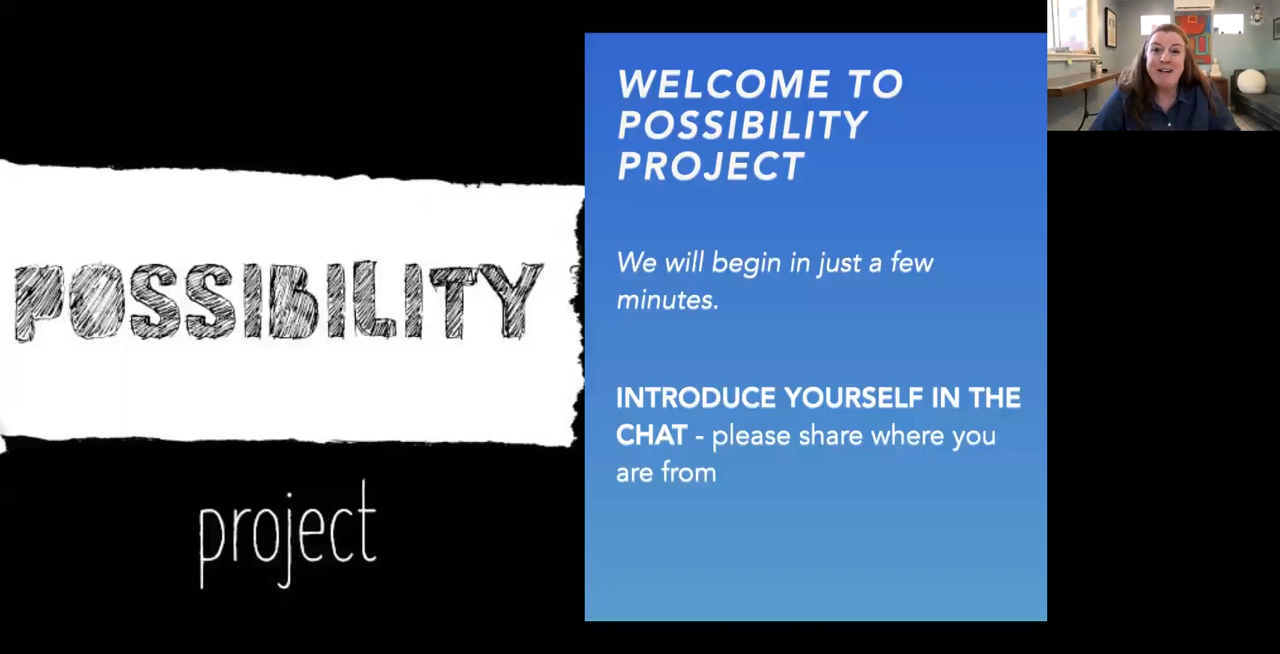 POSSIBILITY
project
WELCOME TO
POSSIBILITY
PROJECT
We will begin in just a few
minutes.
INTRODUCE YOURSELF IN THE
CHAT - please share where you
are from